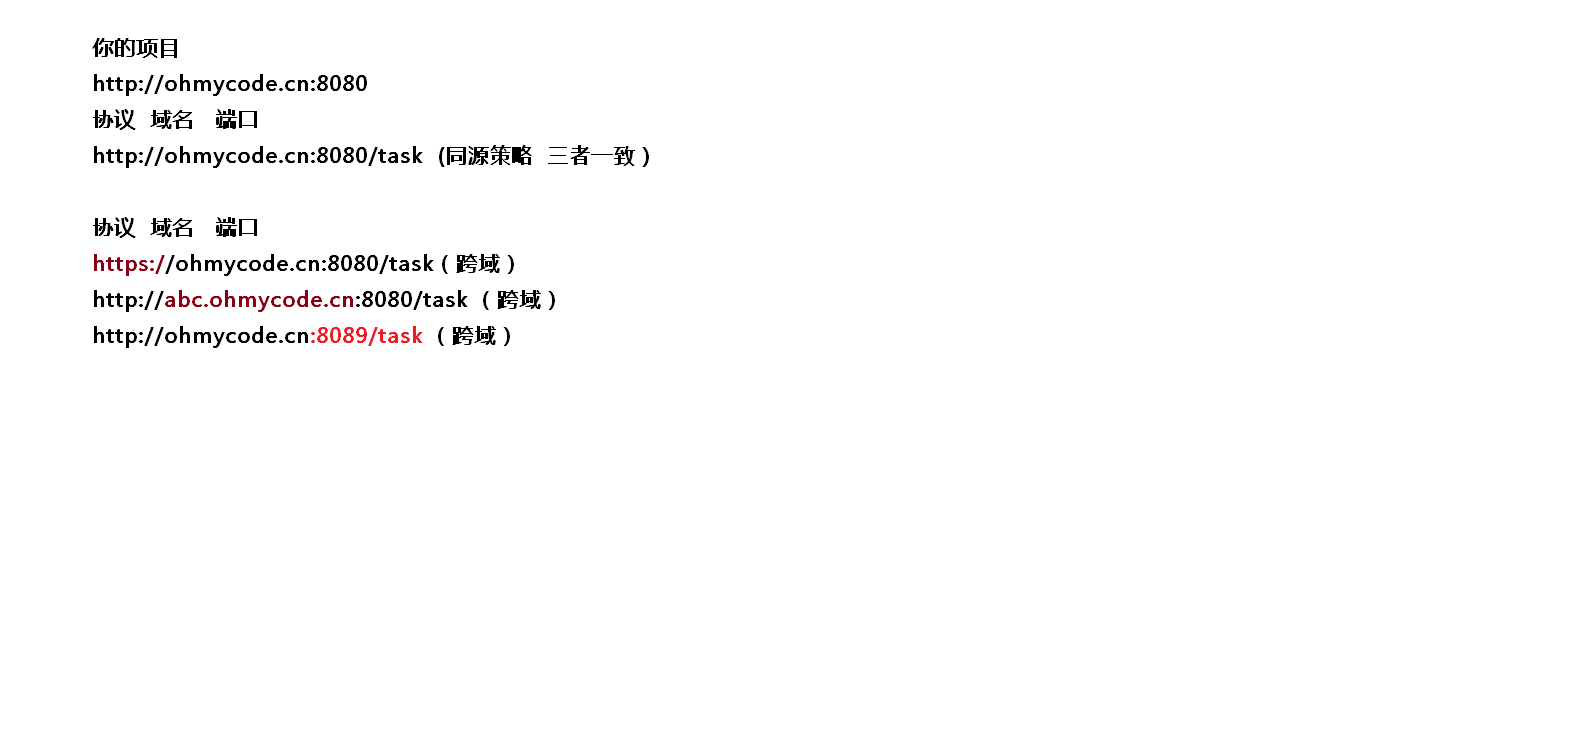 你的项目
http://ohmycode.cn:8080
协议 域名 端口
http://ohmycode.cn:8080/task (同源策略 三者一致）
协议 域名 端口
https://ohmycode.cn:8080/task（跨域）
http://abc.ohmycode.cn:8080/task （跨域）
http://ohmycode.cn:8089/task （跨域）